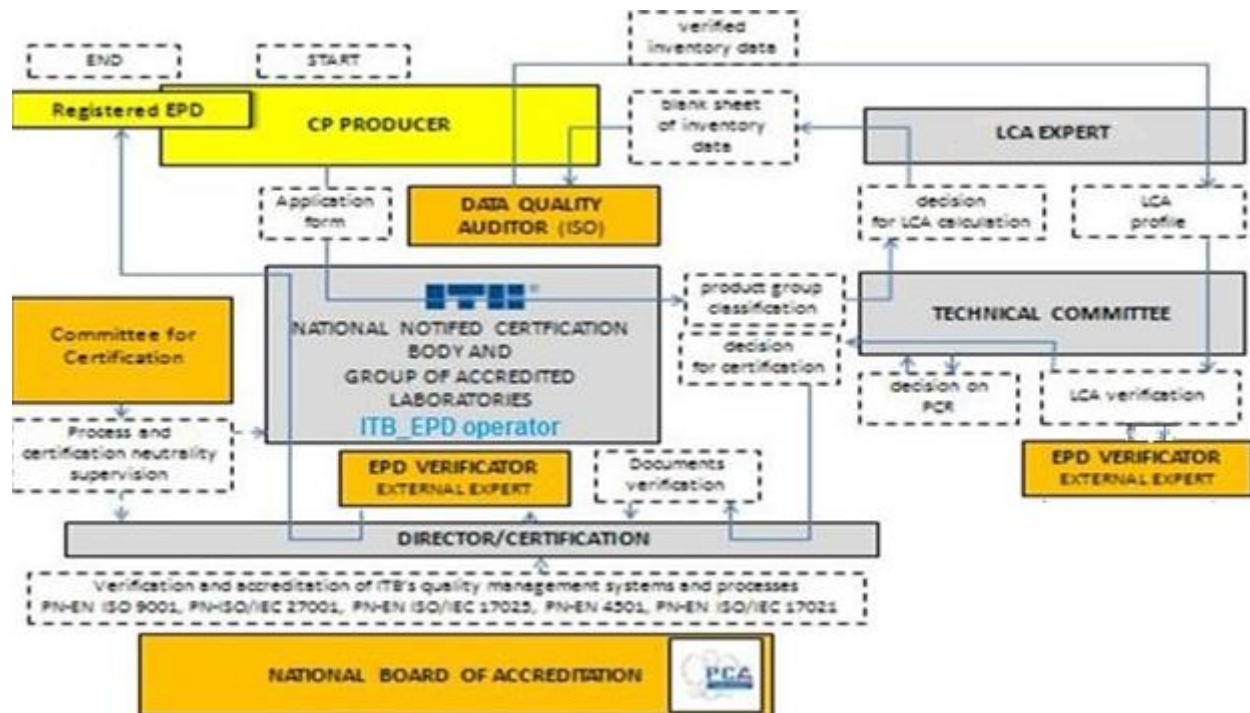 verified
inventory data
END
START
Registered EPD
CP PRODUCER
blank sheet
of inventory
data
LCA EXPERT
Application
form
DATA QUALITY
AUDITOR (ISO)
decision
for LCA calculation
LCA
profile
Committee for
Certification
NATIONAL NOTIFED CERTFICATION
BODY AND
GROUP OF ACCREDITED
LABORATORIES
ITB_EPD operator
product group
classification
decision
for certification
TECHNICAL COMMITTEE
decision on
PCR
LCA verification
Process and
certification neutrality
supervision
EPD VERIFICATOR
EXTERNAL EXPERT
Documents
verification
EPD VERIFICATOR
EXTERNAL EXPERT
DIRECTOR/CERTIFICATION
Verification and accreditation of ITB's quality management systems and processes
PN-EN ISO 9001, PN-ISO/IEC 27001, PN-EN ISO/IEC 17025, PN-EN 4501, PN-EN ISO/IEC 17021
NATIONAL BOARD OF ACCREDITATION
PCA